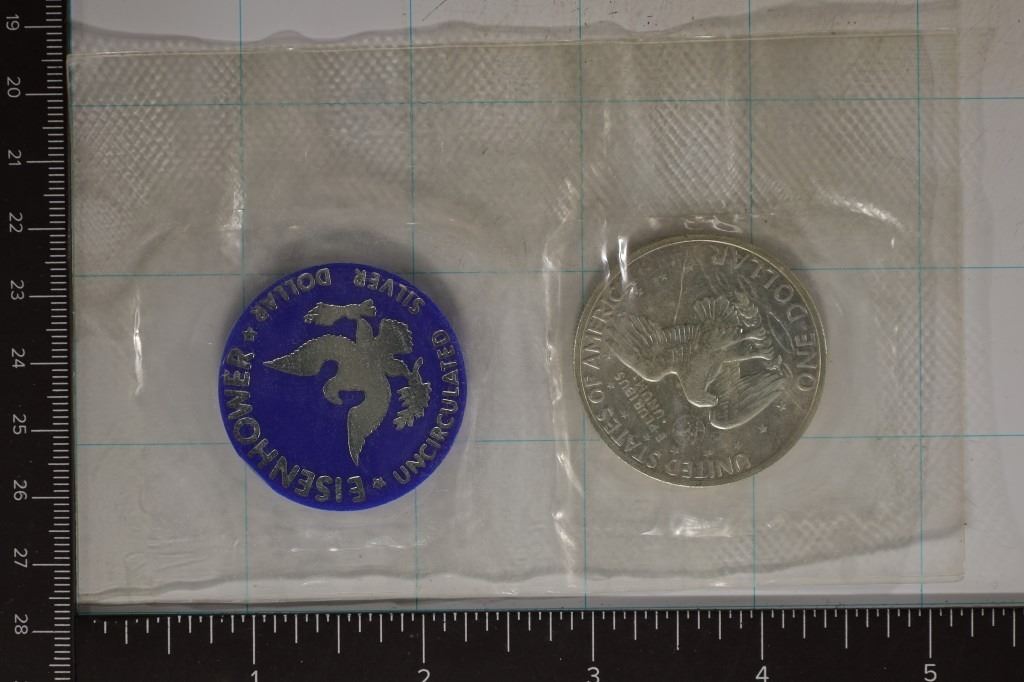 EISENHOWER
UNCIRCULATED
SILVER DOLLAR
UNITED STATES OF AMERICA
E PLURIBUS
UNUM
ONE DOLLAR
19
20
21
22
23
24
25
26
27
28
1 2 3 4 5